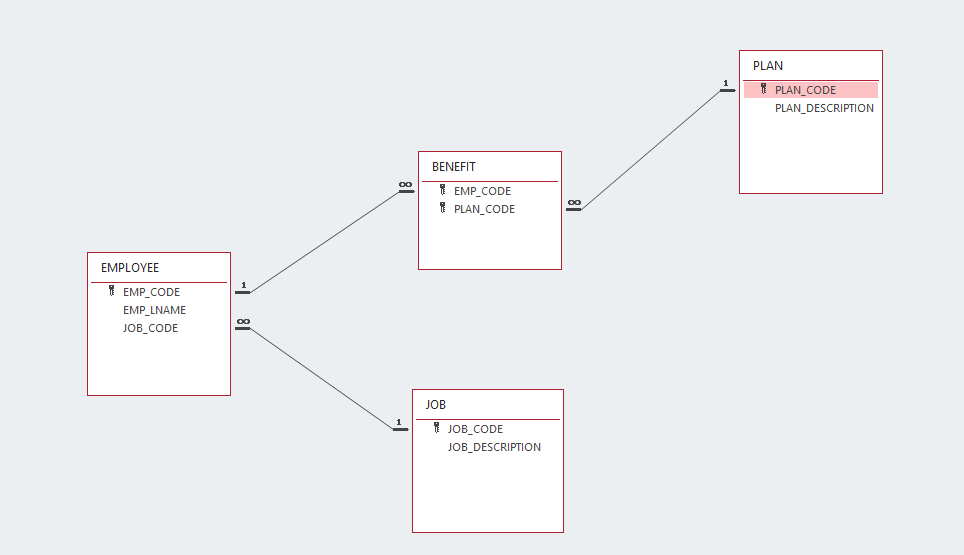 PLAN
1
PLAN_CODE
PLAN_DESCRIPTION
BENEFIT
∞
EMP_CODE
PLAN_CODE
∞
EMPLOYEE
1
EMP_CODE
EMP_LNAME
∞
JOB_CODE
JOB
1
JOB_CODE
JOB_DESCRIPTION